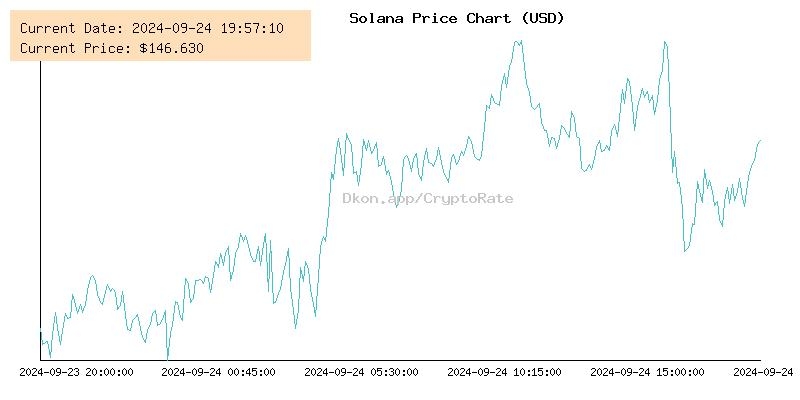 Solana Price Chart (USD)
Current Date: 2024-09-24 19:57:10
Current Price: $146.630
Dkon.app/CryptoRate
2024-09-23 20:00:00 2024-09-24 00:45:00 2024-09-24 05:30:00 2024-09-24 10:15:00 2024-09-24 15:00:00 2024-09-24